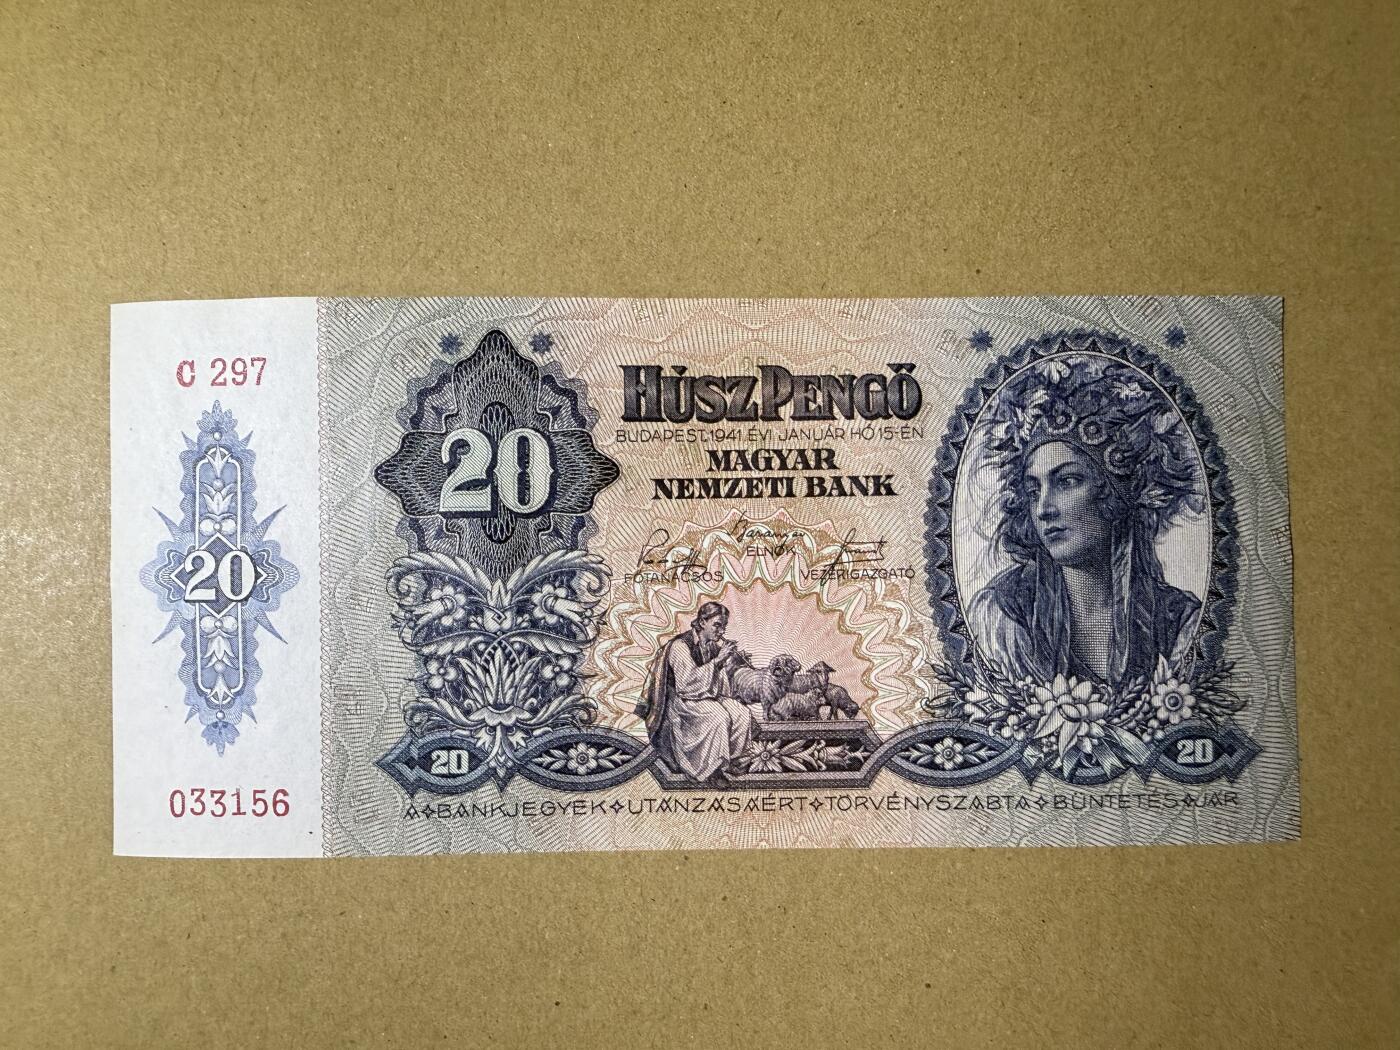 C 297
20
033156
20
HÚSZ PENGŐ
BUDAPEST, 1941. ÉVI JANUÁR HÓ 15-ÉN
MAGYAR
NEMZETI BANK
ELNÖK
FŐTANÁCSOS
VEZÉRIGAZGATÓ
20
20
A BANKJEGYEK UTÁNZÁSÁÉRT TÖRVÉNYSZABTA BÜNTETÉS JÁR